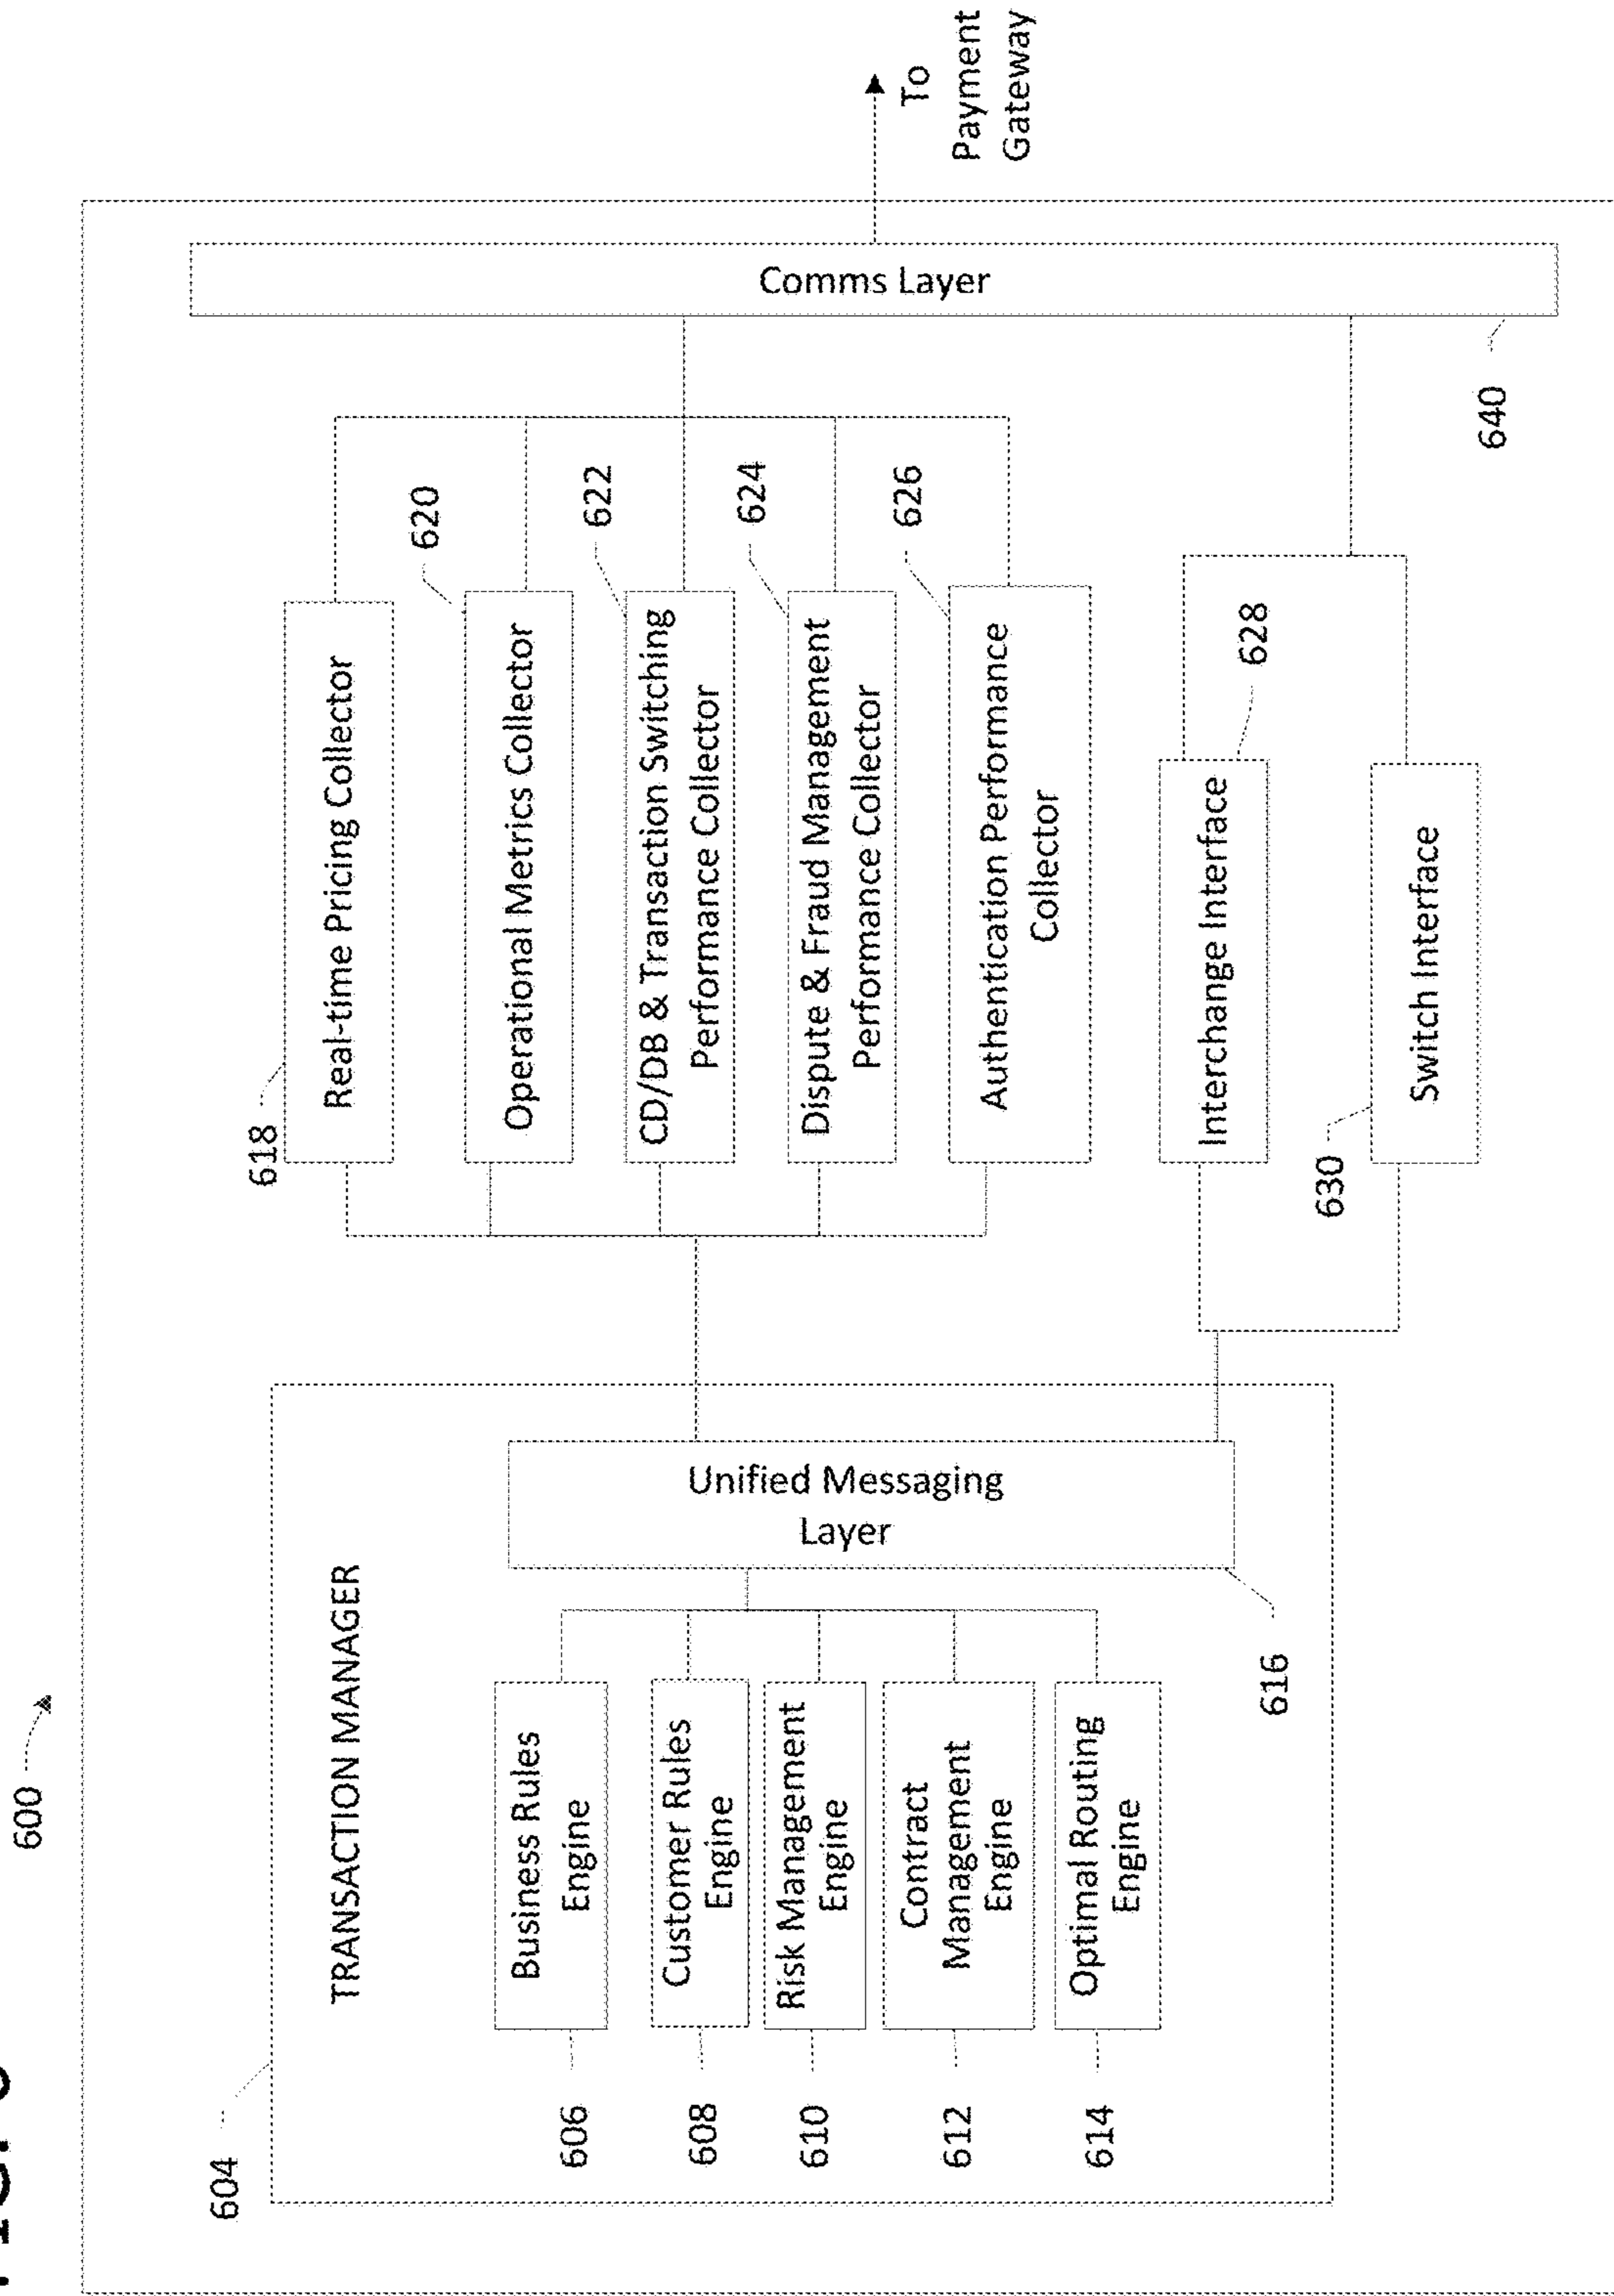 600
604
TRANSACTION MANAGER
606
Business Rules
Engine
608
Customer Rules
Engine
610
Risk Management
Engine
612
Contract
Management
Engine
614
Optimal Routing
Engine
Unified Messaging
Layer
616
618
Real-time Pricing Collector
620
Operational Metrics Collector
622
CD/DB & Transaction Switching
Performance Collector
624
Dispute & Fraud Management
Performance Collector
626
Authentication Performance
Collector
628
Interchange Interface
630
Switch Interface
Comms Layer
640
To
Payment
Gateway